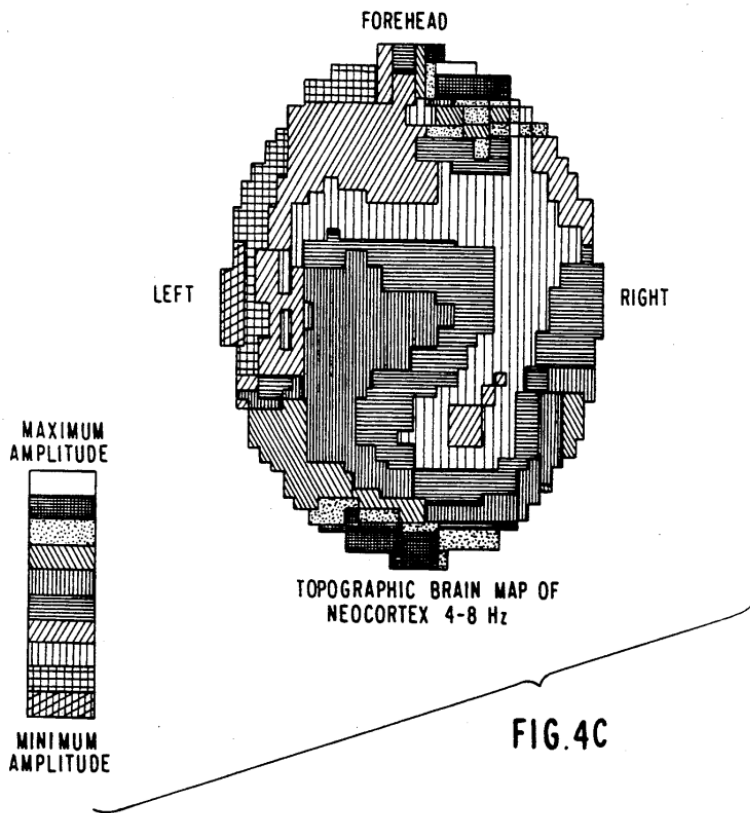 FOREHEAD
LEFT
RIGHT
MAXIMUM
AMPLITUDE
TOPOGRAPHIC BRAIN MAP OF
NEOCORTEX 4-8 Hz
MINIMUM
AMPLITUDE
FIG.4C